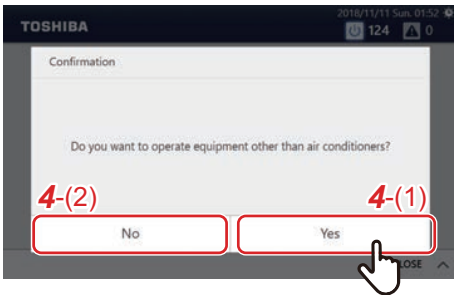 2018/11/11 Sun. 01:52
TOSHIBA
124
0
Confirmation
Do you want to operate equipment other than air conditioners?
4-(2)
4-(1)
No
Yes
LOSE